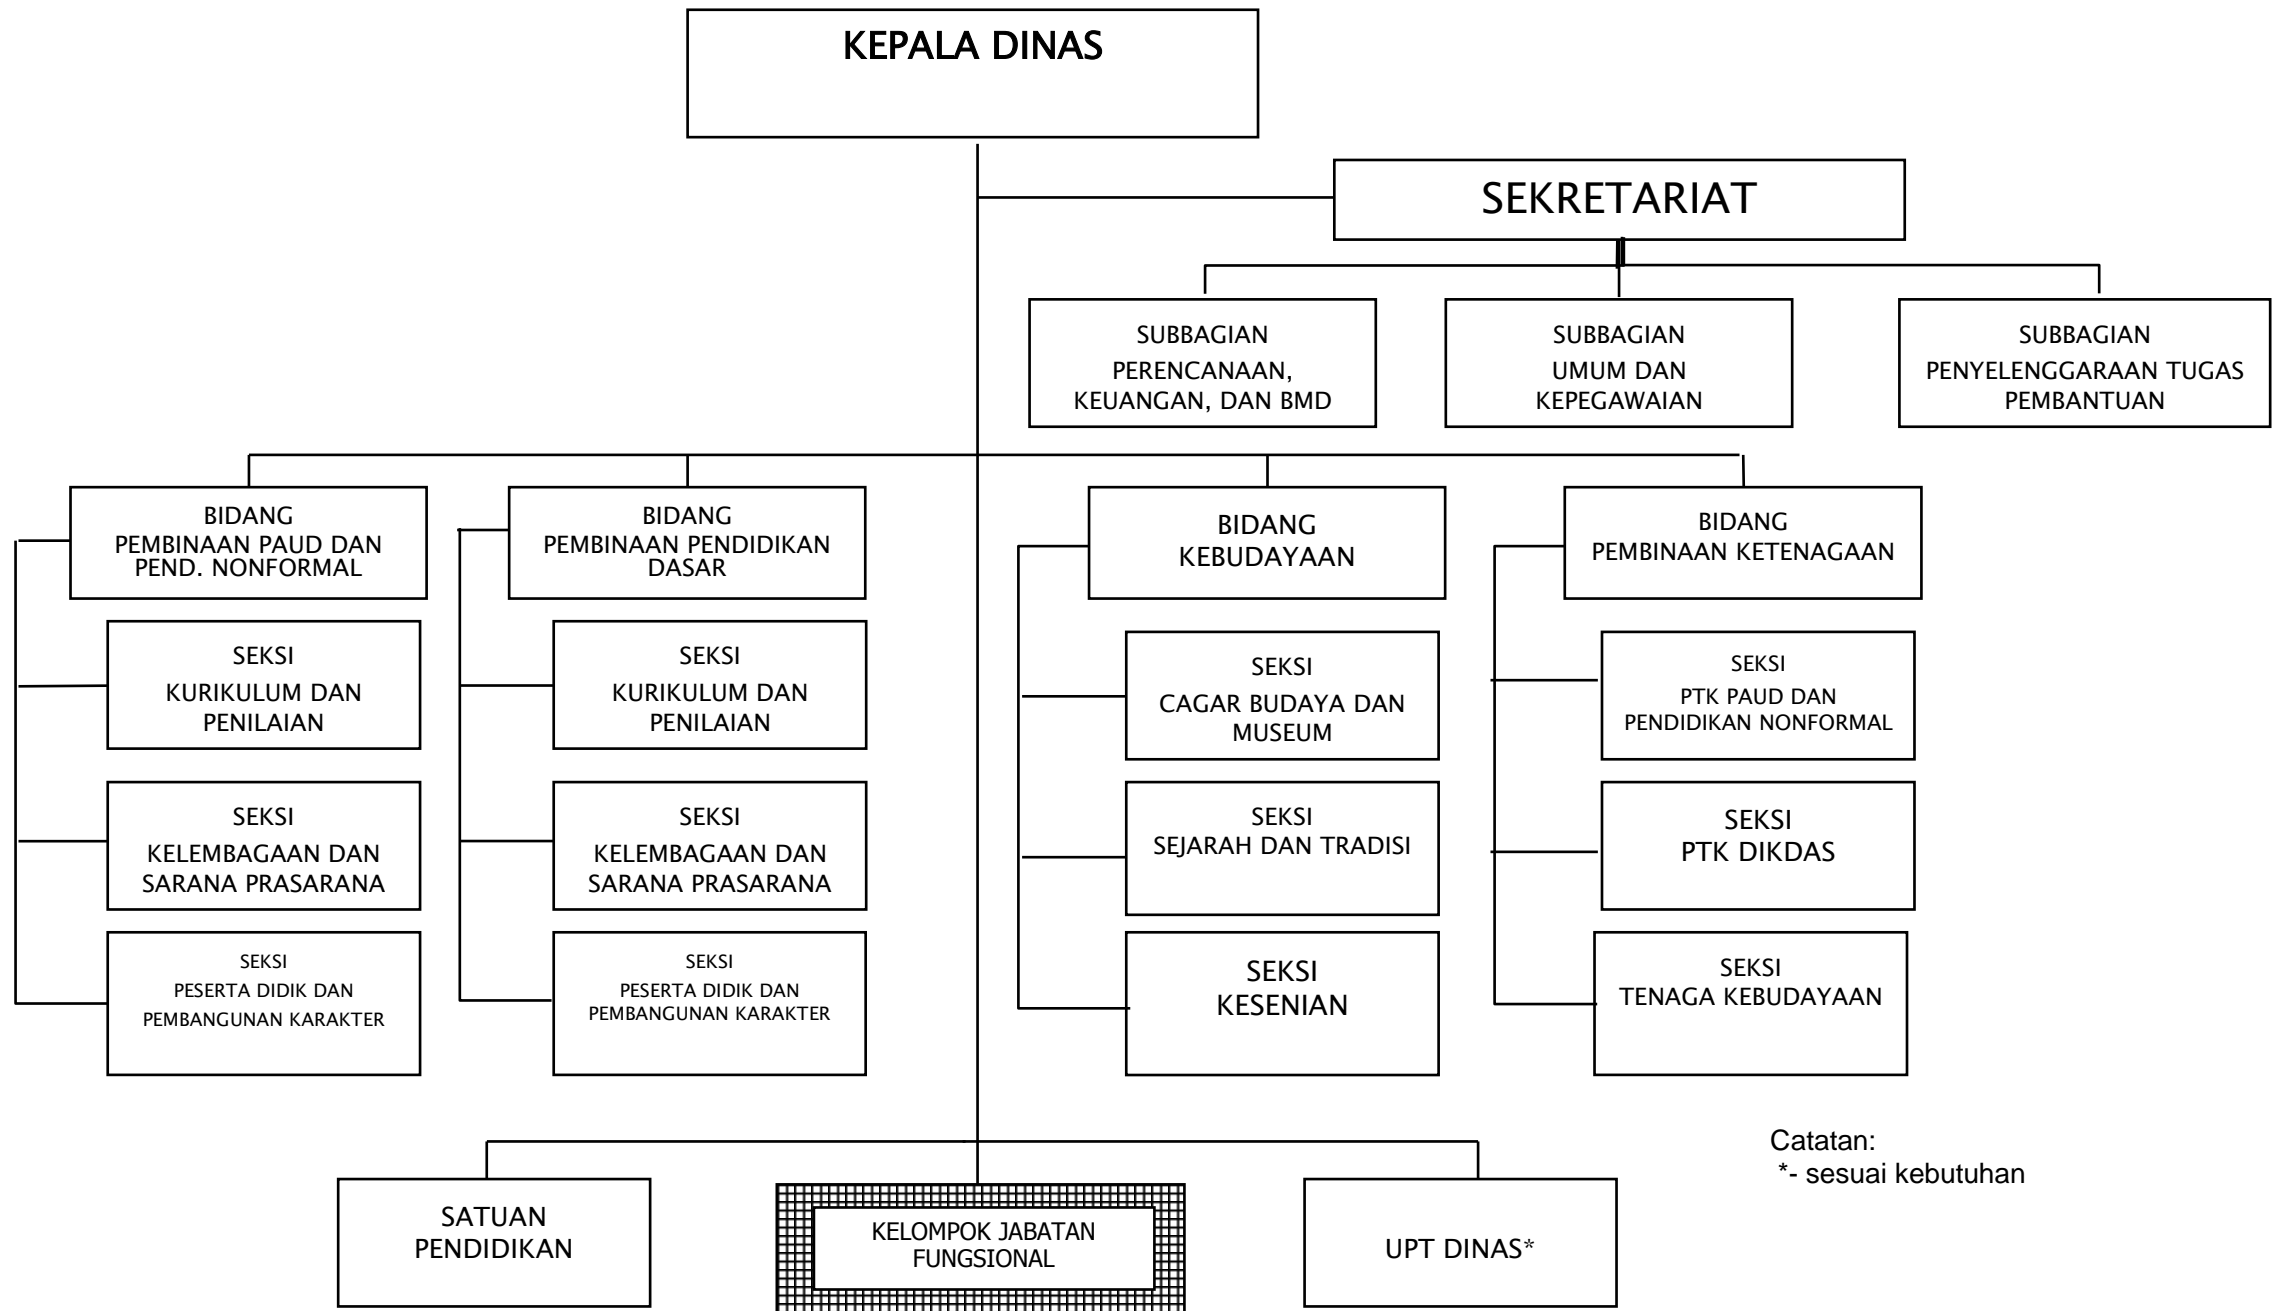 KEPALA DINAS
SEKRETARIAT
SUBBAGIAN
PERENCANAAN,
KEUANGAN, DAN BMD
SUBBAGIAN
UMUM DAN
KEPEGAWAIAN
SUBBAGIAN
PENYELENGGARAAN TUGAS
PEMBANTUAN
BIDANG
PEMBINAAN PAUD DAN
PEND. NONFORMAL
BIDANG
PEMBINAAN PENDIDIKAN
DASAR
BIDANG
KEBUDAYAAN
BIDANG
PEMBINAAN KETENAGAAN
SEKSI
KURIKULUM DAN
PENILAIAN
SEKSI
KURIKULUM DAN
PENILAIAN
SEKSI
CAGAR BUDAYA DAN
MUSEUM
SEKSI
PTK PAUD DAN
PENDIDIKAN NONFORMAL
SEKSI
KELEMBAGAAN DAN
SARANA PRASARANA
SEKSI
KELEMBAGAAN DAN
SARANA PRASARANA
SEKSI
SEJARAH DAN TRADISI
SEKSI
PTK DIKDAS
SEKSI
PESERTA DIDIK DAN
PEMBANGUNAN KARAKTER
SEKSI
PESERTA DIDIK DAN
PEMBANGUNAN KARAKTER
SEKSI
KESENIAN
SEKSI
TENAGA KEBUDAYAAN
Catatan:
*- sesuai kebutuhan
SATUAN
PENDIDIKAN
KELOMPOK JABATAN
FUNGSIONAL
UPT DINAS*